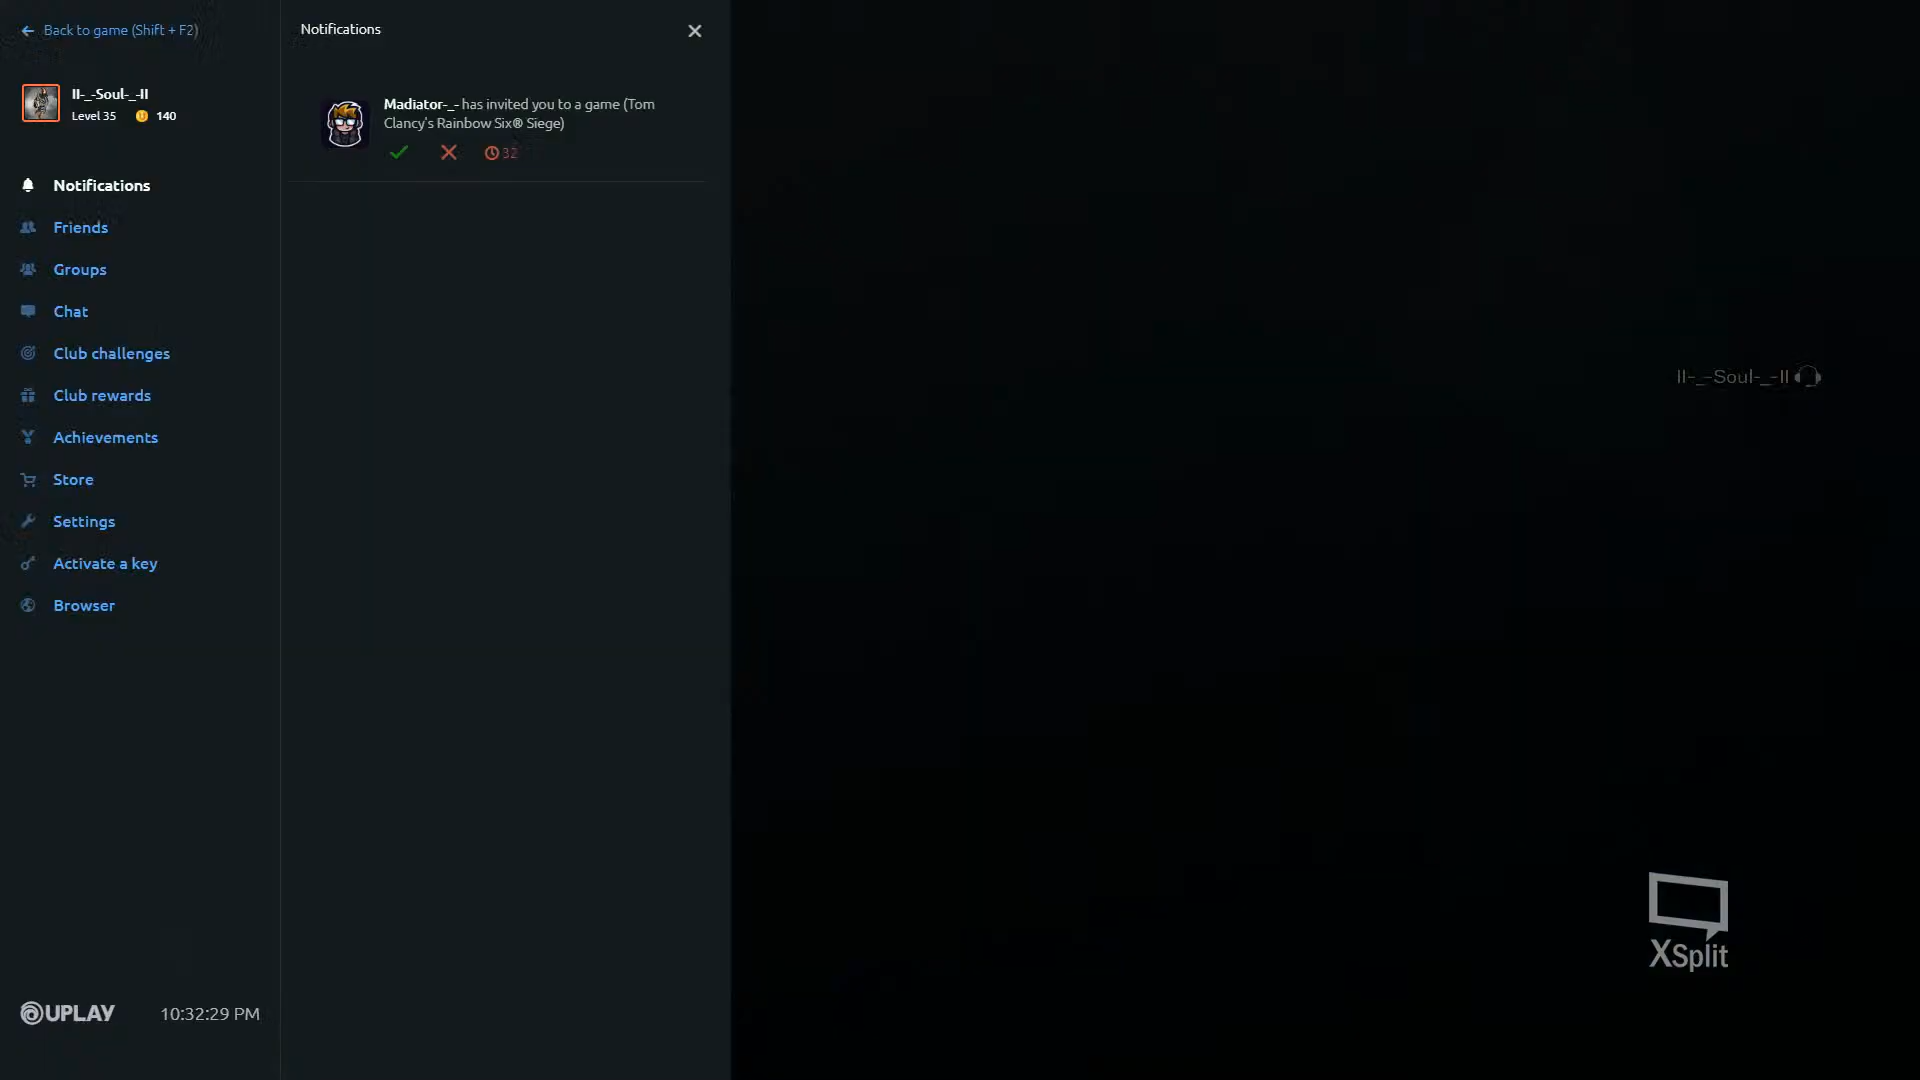 Back to game (Shift + F2)
II-_-Soul-_-II
Level 35 140
Notifications
Friends
Groups
Chat
Club challenges
Club rewards
Achievements
Store
Settings
Activate a key
Browser
UPLAY 10:32:29 PM
Notifications
Madiator-_- has invited you to a game (Tom
Clancy's Rainbow Six® Siege)
32
II-_-Soul-_-II
XSplit